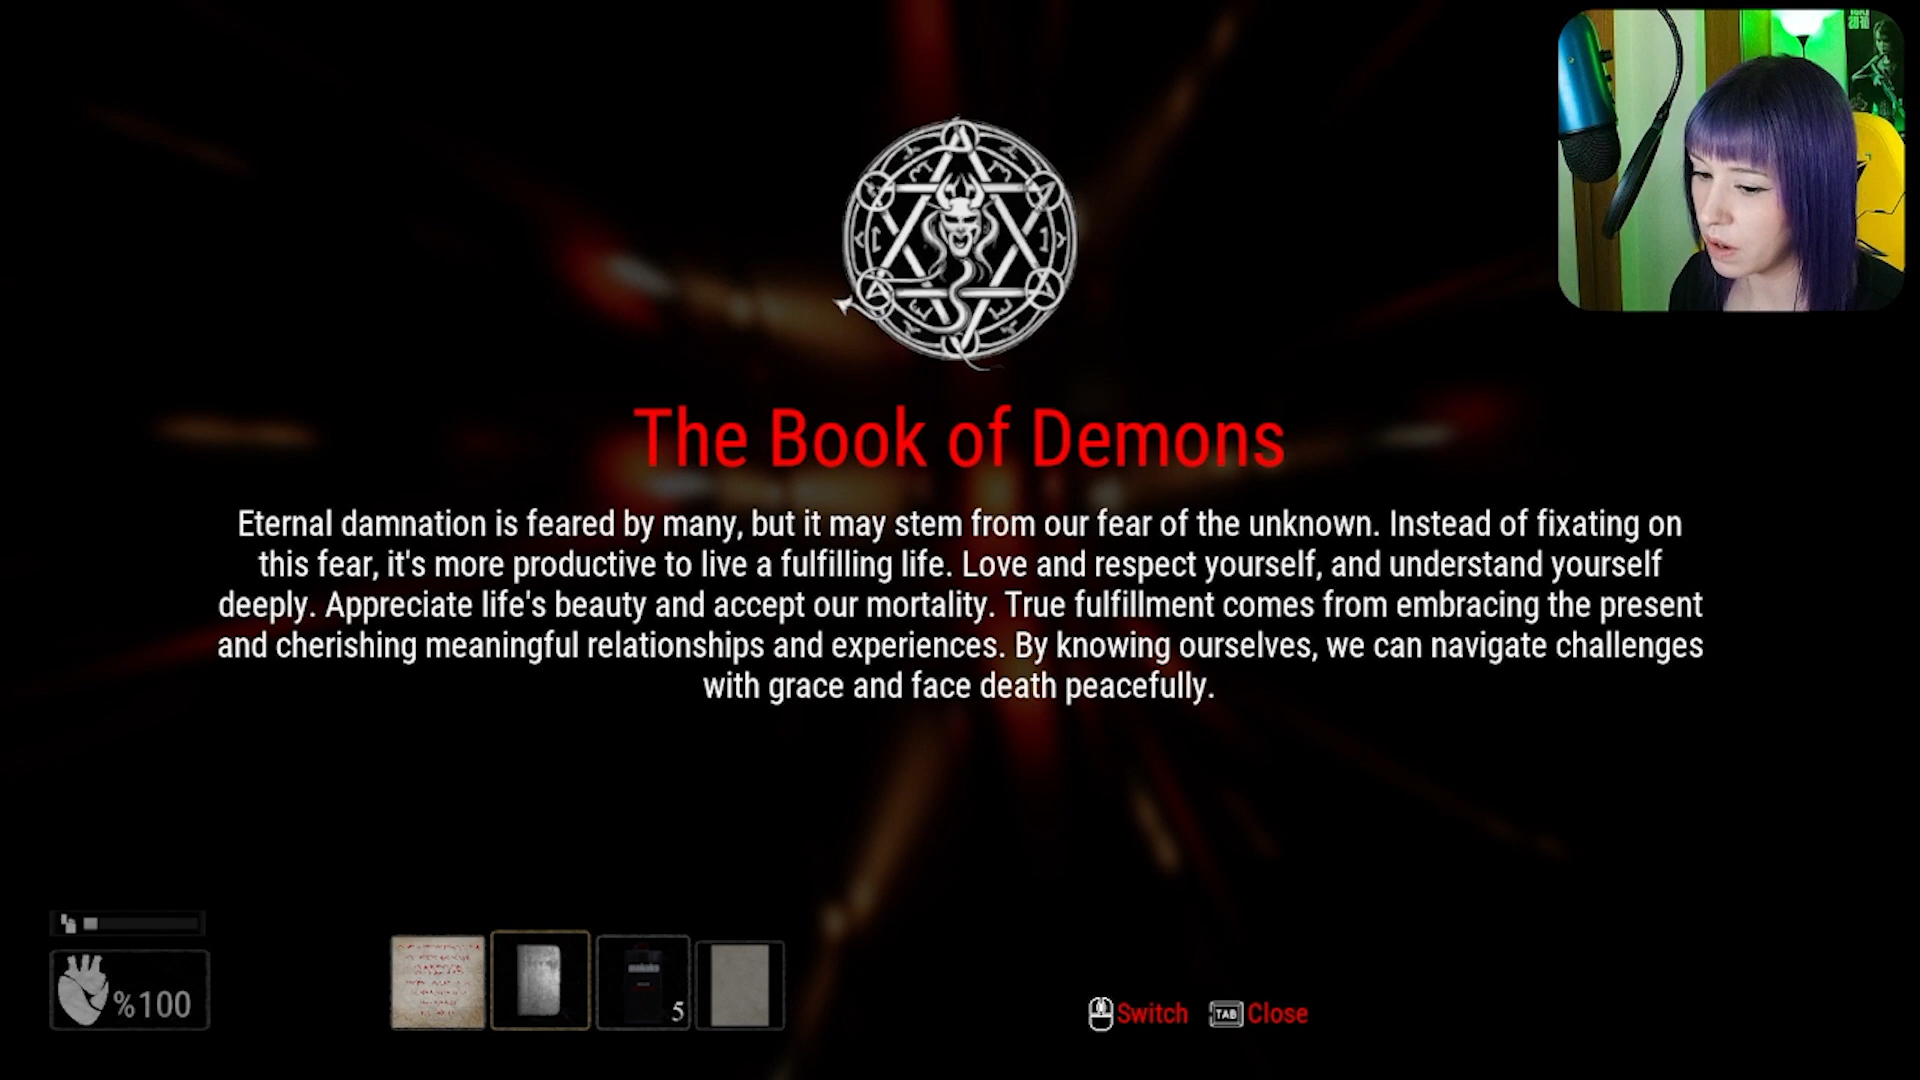 The Book of Demons
Eternal damnation is feared by many, but it may stem from our fear of the unknown. Instead of fixating on
this fear, it's more productive to live a fulfilling life. Love and respect yourself, and understand yourself
deeply. Appreciate life's beauty and accept our mortality. True fulfillment comes from embracing the present
and cherishing meaningful relationships and experiences. By knowing ourselves, we can navigate challenges
with grace and face death peacefully.
%100
5
Switch
TAB Close